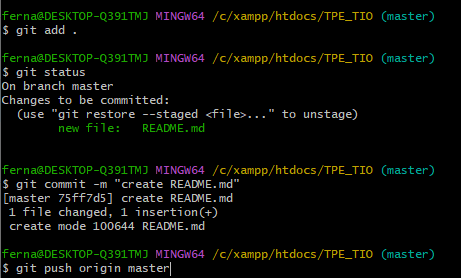 ferna@DESKTOP-Q391TMJ MINGW64 /c/xampp/htdocs/TPE_TIO (master)
$ git add .
ferna@DESKTOP-Q391TMJ MINGW64 /c/xampp/htdocs/TPE_TIO (master)
$ git status
On branch master
Changes to be committed:
  (use "git restore --staged <file>..." to unstage)
        new file:   README.md
ferna@DESKTOP-Q391TMJ MINGW64 /c/xampp/htdocs/TPE_TIO (master)
$ git commit -m "create README.md"
[master 75ff7d5] create README.md
 1 file changed, 1 insertion(+)
 create mode 100644 README.md
ferna@DESKTOP-Q391TMJ MINGW64 /c/xampp/htdocs/TPE_TIO (master)
$ git push origin master